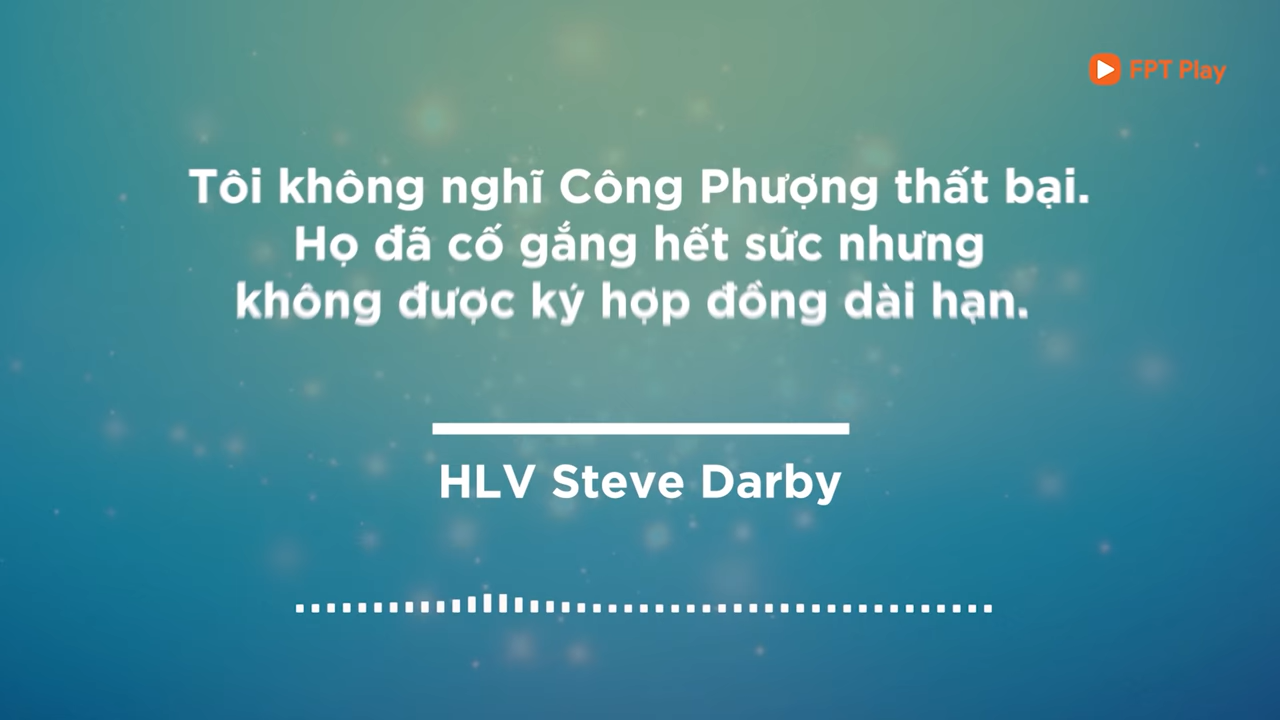 FPT Play
Tôi không nghĩ Công Phượng thất bại.
Họ đã cố gắng hết sức nhưng
không được ký hợp đồng dài hạn.
HLV Steve Darby